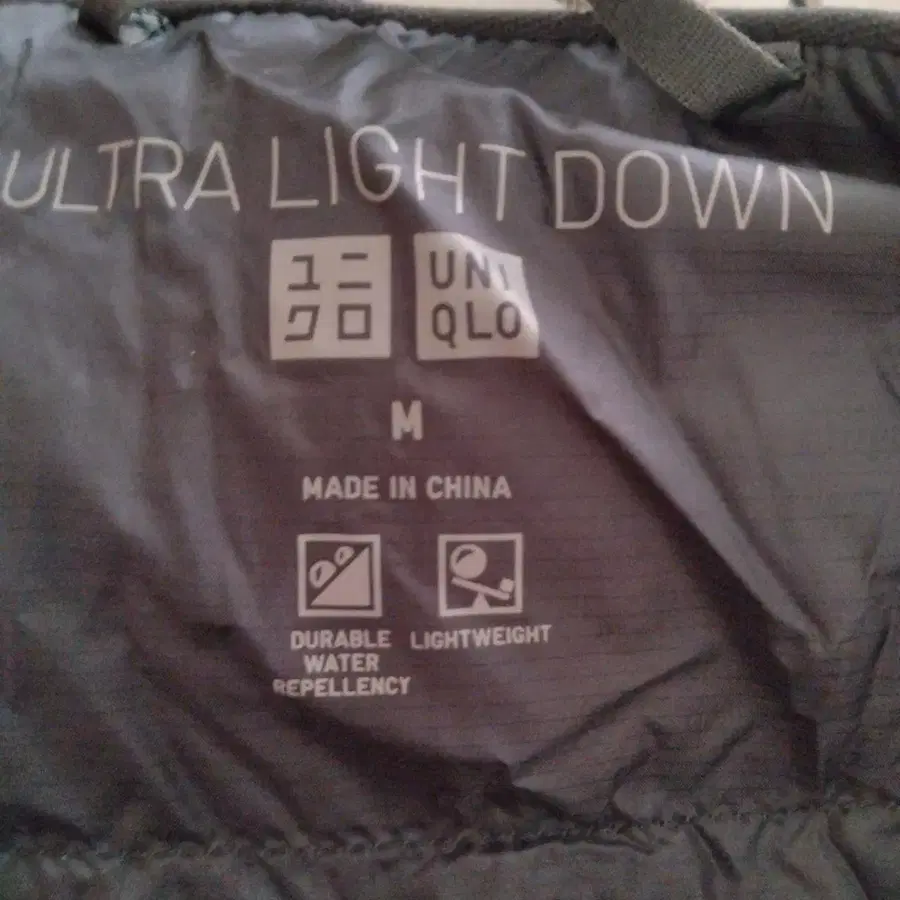 ULTRA LIGHT DOWN
ユニ
クロ
UNI
QLO
M
MADE IN CHINA
DURABLE
WATER
REPELLENCY
LIGHTWEIGHT